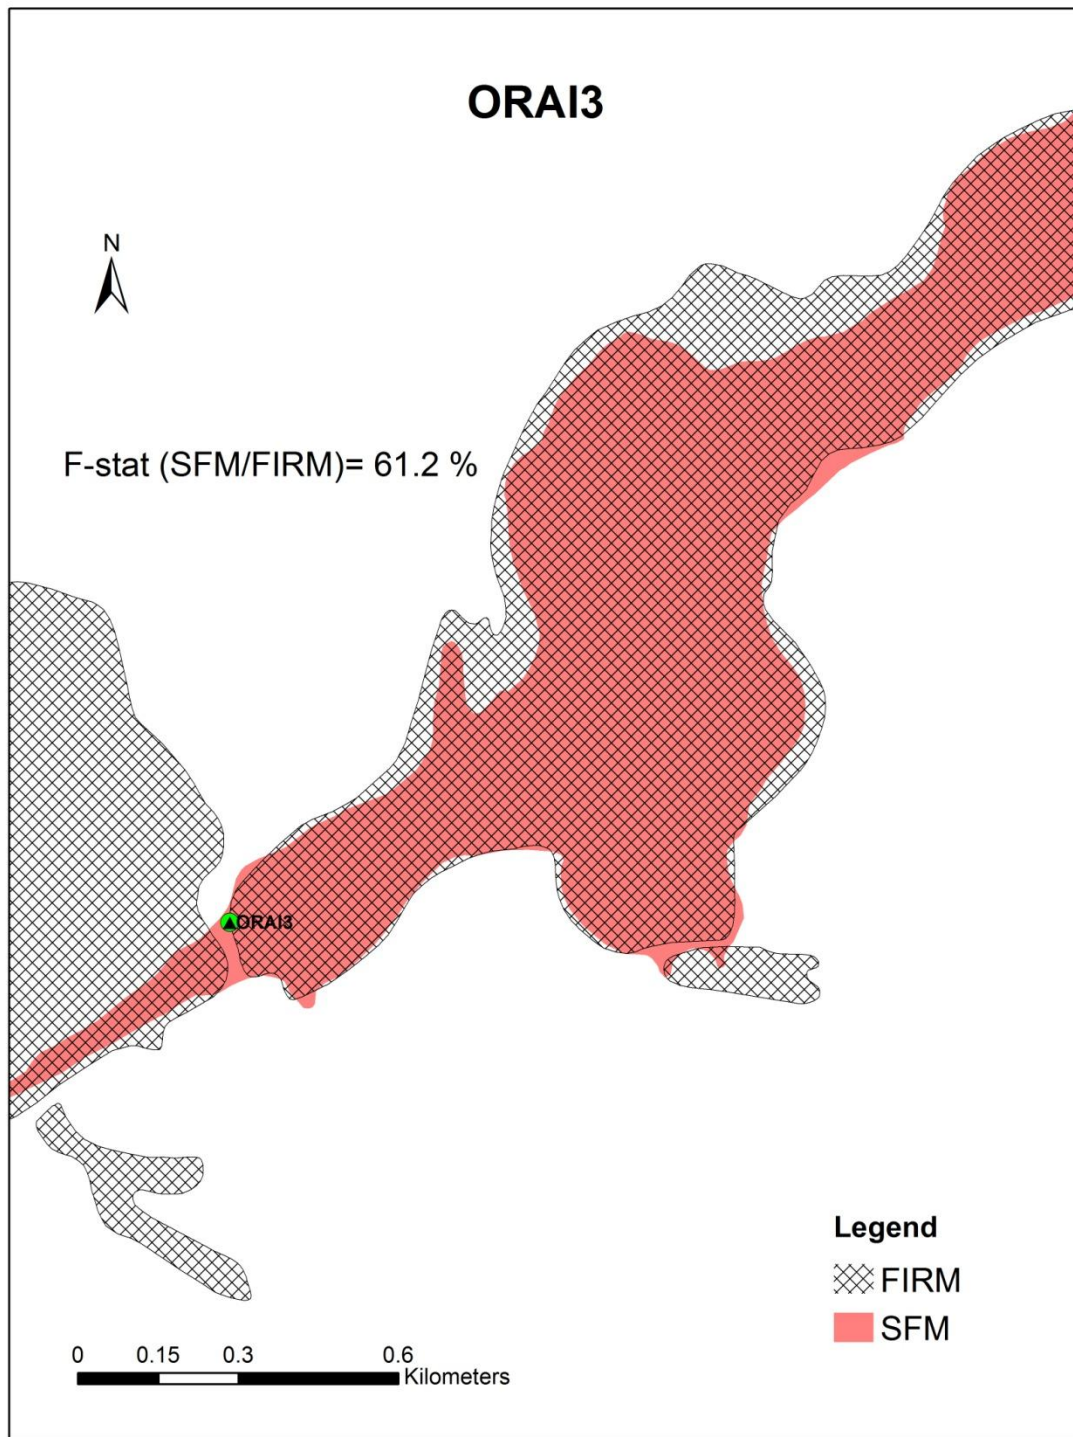 ORAI3
N
F-stat (SFM/FIRM)= 61.2 %
ORAI3
Legend
FIRM
SFM
0 0.15 0.3 0.6
Kilometers